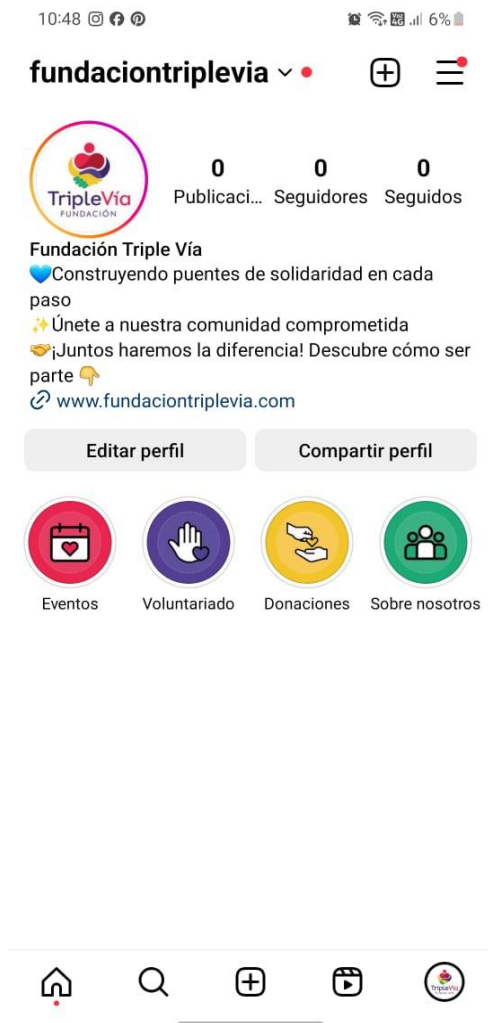 10:48 6%
fundaciontriplevia
TripleVía
FUNDACIÓN
0 0 0
Publicaci... Seguidores Seguidos
Fundación Triple Vía
💙Construyendo puentes de solidaridad en cada
paso
✨Únete a nuestra comunidad comprometida
🤝¡Juntos haremos la diferencia! Descubre cómo ser
parte 👇
www.fundaciontriplevia.com
Editar perfil Compartir perfil
Eventos Voluntariado Donaciones Sobre nosotros
TripleVía